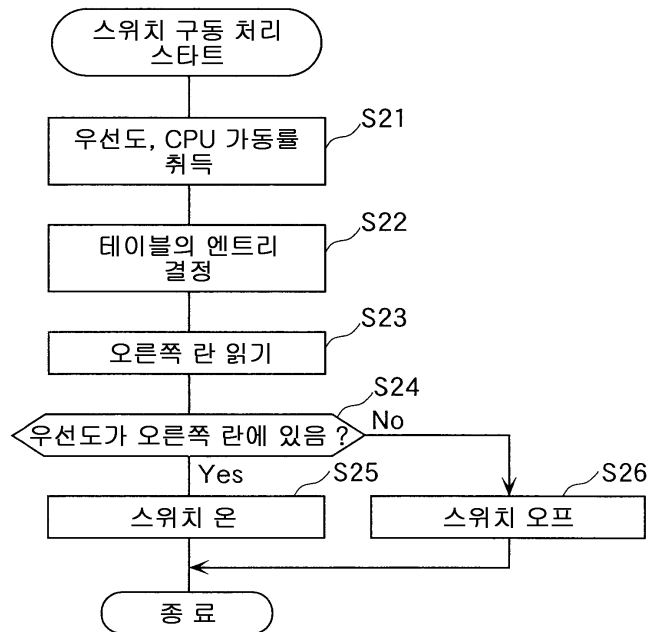 스위치 구동 처리
스타트
S21
우선도, CPU 가동률
취득
S22
테이블의 엔트리
결정
S23
오른쪽 란 읽기
S24
우선도가 오른쪽 란에 있음 ?
No
Yes
S25
스위치 온
S26
스위치 오프
종 료